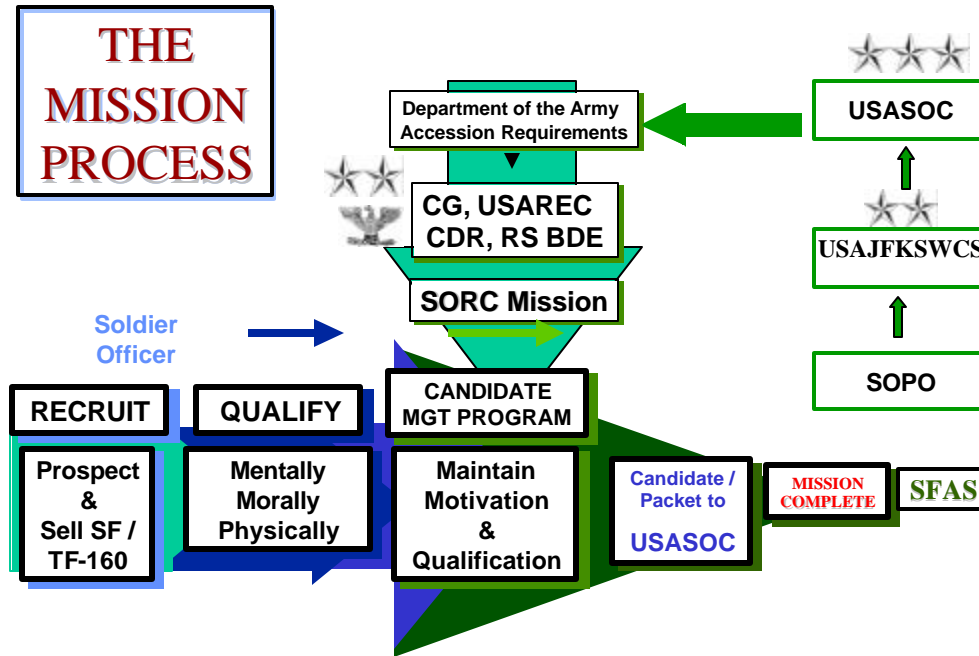 THE
MISSION
PROCESS
Department of the Army
Accession Requirements
USASOC
CG, USAREC
CDR, RS BDE
USAJFKSWCS
SORC Mission
Soldier
Officer
SOPO
RECRUIT
QUALIFY
CANDIDATE
MGT PROGRAM
Prospect
&
Sell SF /
TF-160
Mentally
Morally
Physically
Maintain
Motivation
&
Qualification
Candidate /
Packet to
USASOC
MISSION
COMPLETE
SFAS